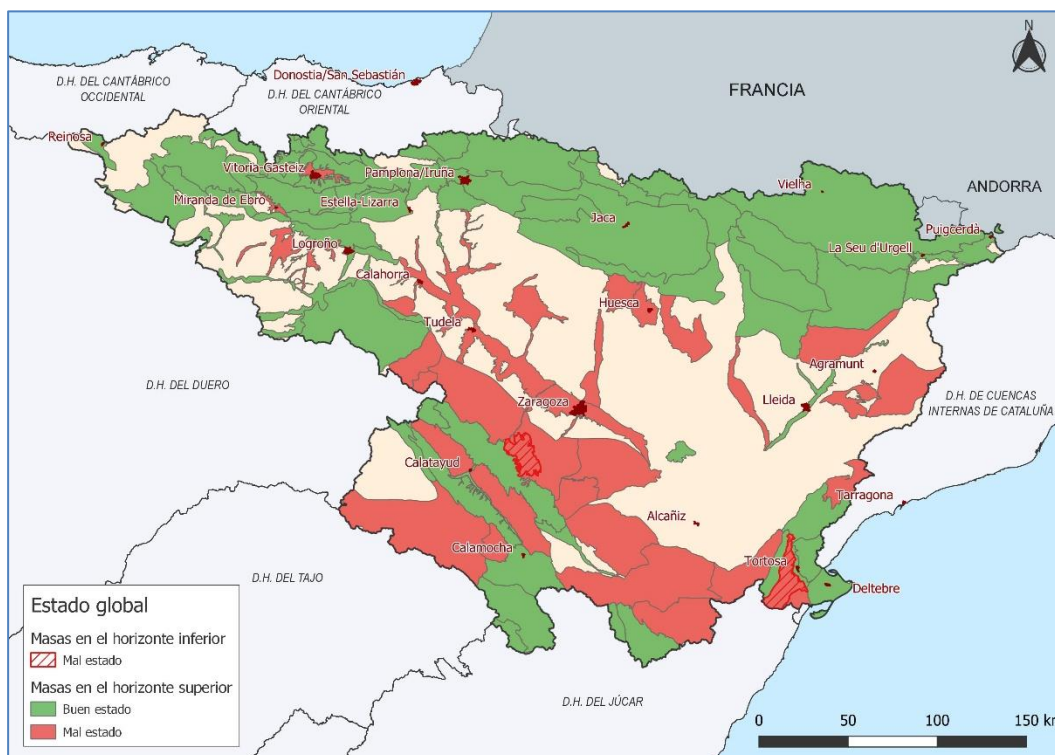 N
Donostia/San Sebastián
D.H. DEL CANTÁBRICO
OCCIDENTAL
D.H. DEL CANTÁBRICO
ORIENTAL
FRANCIA
Reinosa
Vitoria-Gasteiz
Pamplona/Iruña
Vielha
ANDORRA
Miranda de Ebro
Estella-Lizarra
Jaca
Puigcerdà
La Seu d'Urgell
Logroño
Calahorra
Huesca
Tudela
Agramunt
D.H. DEL DUERO
Zaragoza
Lleida
D.H. DE CUENCAS
INTERNAS DE CATALUÑA
Calatayud
Tarragona
Alcañiz
Calamocha
Tortosa
Deltebre
D.H. DEL TAJO
D.H. DEL JÚCAR
Estado global
Masas en el horizonte inferior
Mal estado
Masas en el horizonte superior
Buen estado
Mal estado
0 50 100 150 km